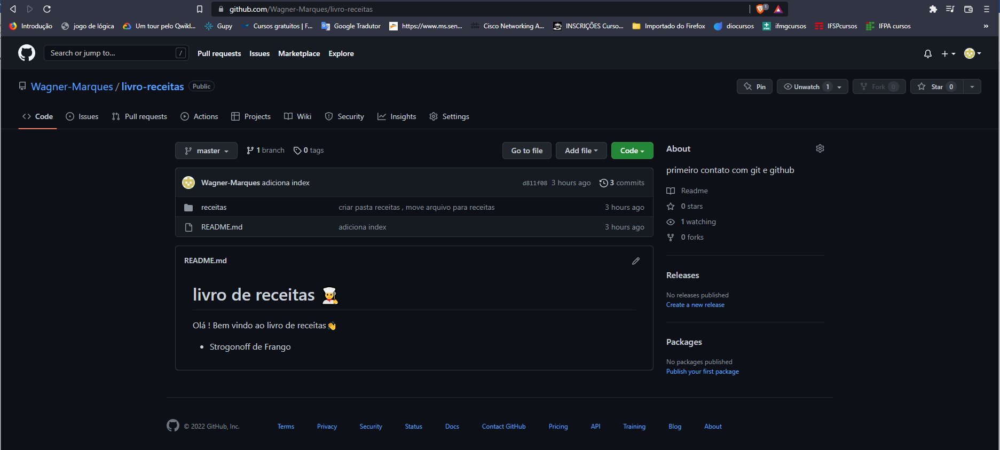 github.com/Wagner-Marques/livro-receitas 1
Introdução jogo de lógica Um tour pelo Qwikl... Gupy Cursos gratuitos | F... Google Tradutor https://www.ms.sen... Cisco Networking A... INSCRIÇÕES Curso... Importado do Firefox diocursos ifmgcursos IFSPcursos IFPA cursos »
Search or jump to... / Pull requests Issues Marketplace Explore
Wagner-Marques / livro-receitas Public Pin Unwatch 1 Fork 0 Star 0
Code Issues Pull requests Actions Projects Wiki Security Insights Settings
master 1 branch 0 tags Go to file Add file Code
Wagner-Marques adiciona index d811f08 3 hours ago 3 commits
receitas criar pasta receitas , move arquivo para receitas 3 hours ago
README.md adiciona index 3 hours ago
README.md
livro de receitas 👩‍🍳
Olá ! Bem vindo ao livro de receitas👋
• Strogonoff de Frango
About
primeiro contato com git e github
Readme
0 stars
1 watching
0 forks
Releases
No releases published
Create a new release
Packages
No packages published
Publish your first package
© 2022 GitHub, Inc. Terms Privacy Security Status Docs Contact GitHub Pricing API Training Blog About